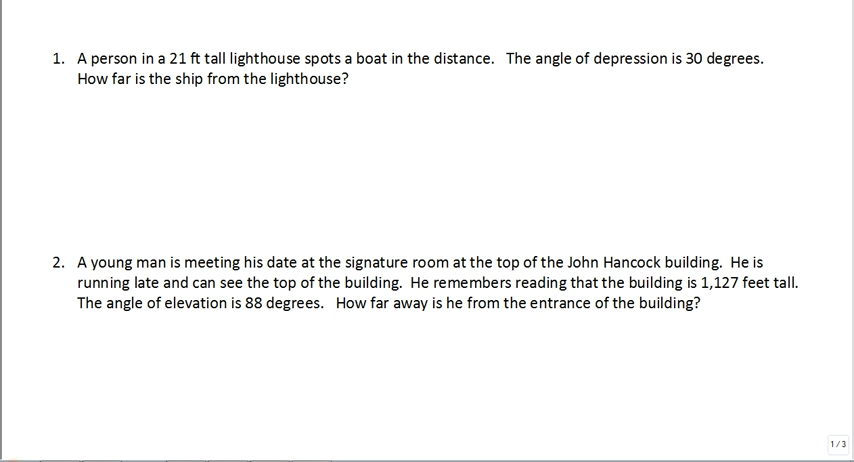 1. A person in a 21 ft tall lighthouse spots a boat in the distance. The angle of depression is 30 degrees.
How far is the ship from the lighthouse?
2. A young man is meeting his date at the signature room at the top of the John Hancock building. He is
running late and can see the top of the building. He remembers reading that the building is 1,127 feet tall.
The angle of elevation is 88 degrees. How far away is he from the entrance of the building?
1 / 3